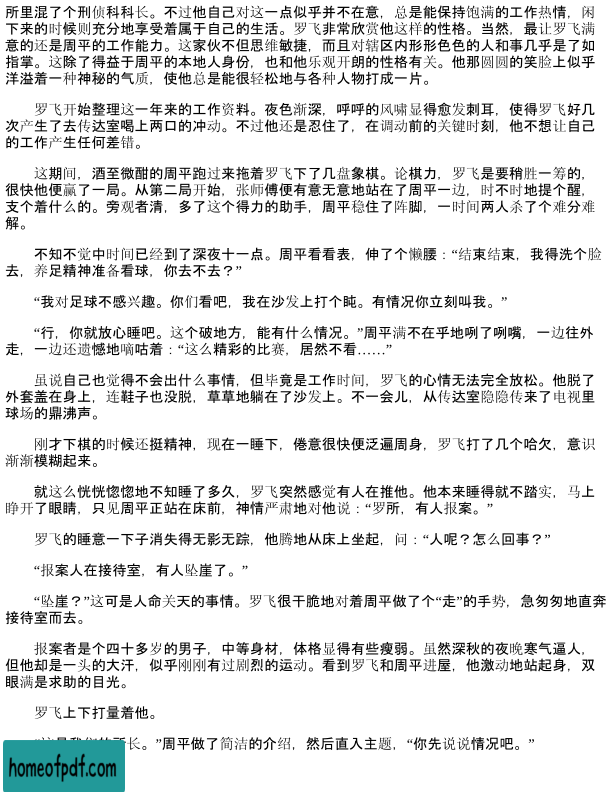 所里混了个刑侦科科长。不过他自己对这一点似乎并不在意，总是能保持饱满的工作热情，闲
下来的时候则充分地享受着属于自己的生活。罗飞非常欣赏他这样的性格。当然，最让罗飞满
意的还是周平的工作能力。这家伙不但思维敏捷，而且对辖区内形形色色的人和事几乎是了如
指掌。这除了得益于周平的本地人身份，也和他乐观开朗的性格有关。他那圆圆的笑脸上似乎
洋溢着一种神秘的气质，使他总是能很轻松地与各种人物打成一片。
罗飞开始整理这一年来的工作资料。夜色渐深，呼呼的风啸显得愈发刺耳，使得罗飞好几
次产生了去传达室喝上两口的冲动。不过他还是忍住了，在调动前的关键时刻，他不想让自己
的工作产生任何差错。
这期间，酒至微酣的周平跑过来拖着罗飞下了几盘象棋。论棋力，罗飞是要稍胜一筹的，
很快他便赢了一局。从第二局开始，张师傅便有意无意地站在了周平一边，时不时地提个醒，
支个着什么的。旁观者清，多了这个得力的助手，周平稳住了阵脚，一时间两人杀了个难分难
解。
不知不觉中时间已经到了深夜十一点。周平看看表，伸了个懒腰：“结束结束，我得洗个脸
去，养足精神准备看球，你去不去？”
“我对足球不感兴趣。你们看吧，我在沙发上打个盹。有情况你立刻叫我。”
“行，你就放心睡吧。这个破地方，能有什么情况。”周平满不在乎地咧了咧嘴，一边往外
走，一边还遗憾地嘀咕着：“这么精彩的比赛，居然不看……”
虽说自己也觉得不会出什么事情，但毕竟是工作时间，罗飞的心情无法完全放松。他脱了
外套盖在身上，连鞋子也没脱，草草地躺在了沙发上。不一会儿，从传达室隐隐传来了电视里
球场的鼎沸声。
刚才下棋的时候还挺精神，现在一睡下，倦意很快便泛遍周身，罗飞打了几个哈欠，意识
渐渐模糊起来。
就这么恍恍惚惚地不知睡了多久，罗飞突然感觉有人在推他。他本来睡得就不踏实，马上
睁开了眼睛，只见周平正站在床前，神情严肃地对他说：“罗所，有人报案。”
罗飞的睡意一下子消失得无影无踪，他腾地从床上坐起，问：“人呢？怎么回事？”
“报案人在接待室，有人坠崖了。”
“坠崖？”这可是人命关天的事情。罗飞很干脆地对着周平做了个“走”的手势，急匆匆地直奔
接待室而去。
报案者是个四十多岁的男子，中等身材，体格显得有些瘦弱。虽然深秋的夜晚寒气逼人，
但他却是一头的大汗，似乎刚刚有过剧烈的运动。看到罗飞和周平进屋，他激动地站起身，双
眼满是求助的目光。
罗飞上下打量着他。
长。”周平做了简洁的介绍，然后直入主题，“你先说说情况吧。”
homeofpdf.com